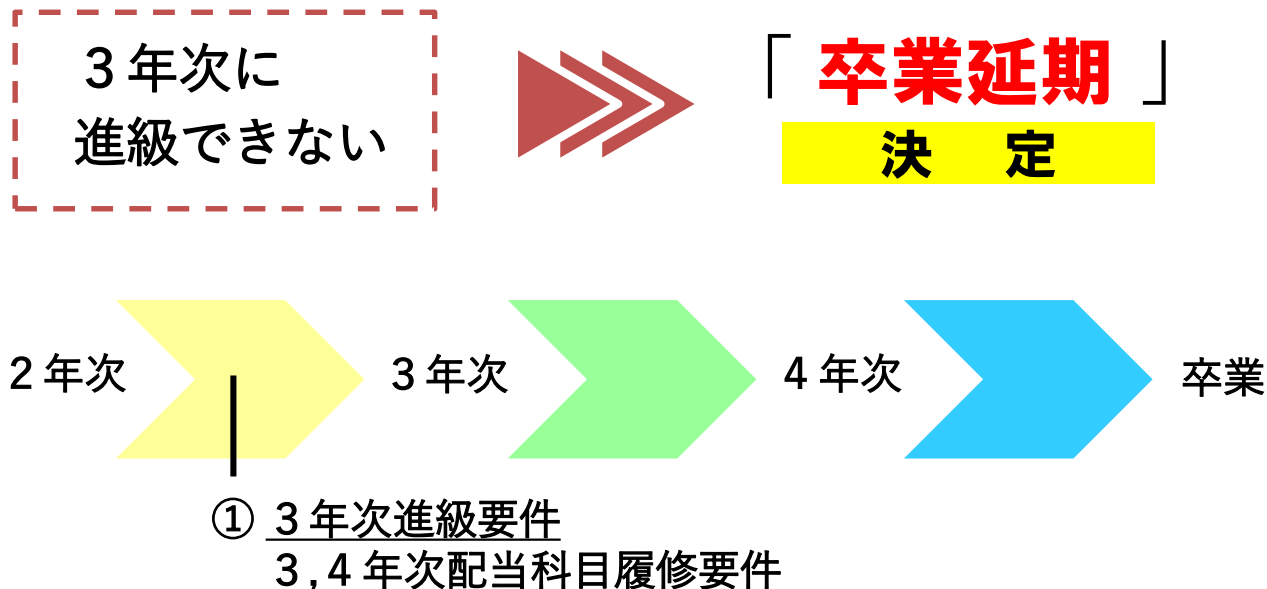 ３年次に
進級できない
「卒業延期」
決　定
２年次
３年次
４年次
卒業
① ３年次進級要件
３,４年次配当科目履修要件